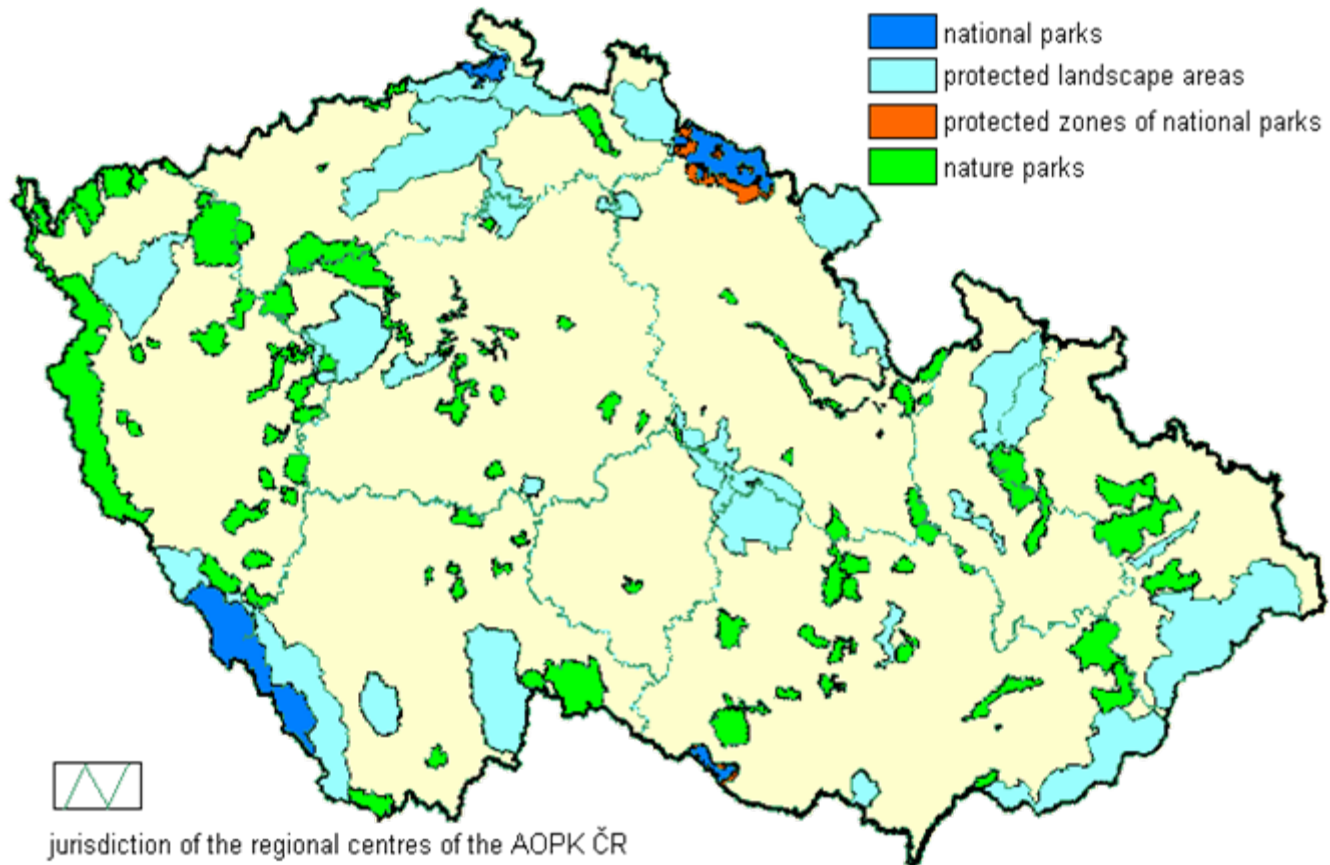 national parks
protected landscape areas
protected zones of national parks
nature parks
jurisdiction of the regional centres of the AOPK ČR